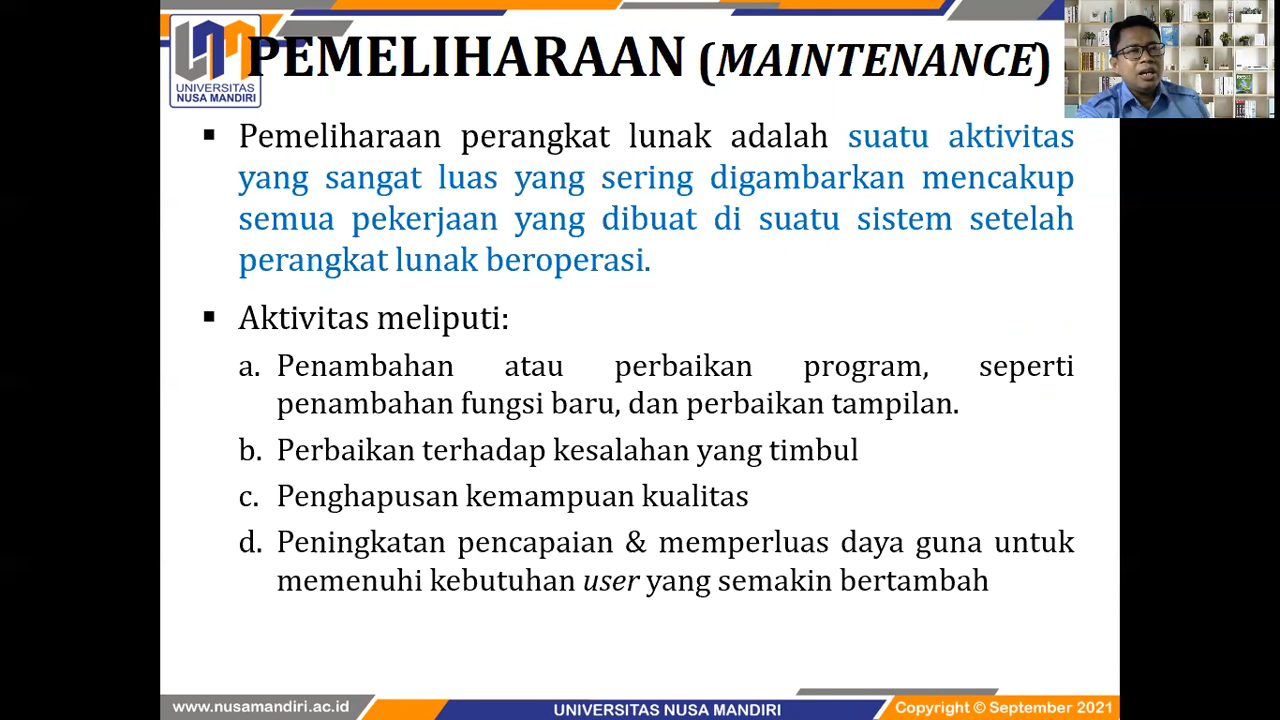 PEMELIHARAAN (MAINTENANCE)
UNIVERSITAS
NUSA MANDIRI
▪ Pemeliharaan perangkat lunak adalah suatu aktivitas
yang sangat luas yang sering digambarkan mencakup
semua pekerjaan yang dibuat di suatu sistem setelah
perangkat lunak beroperasi.
▪ Aktivitas meliputi:
a. Penambahan atau perbaikan program, seperti
penambahan fungsi baru, dan perbaikan tampilan.
b. Perbaikan terhadap kesalahan yang timbul
c. Penghapusan kemampuan kualitas
d. Peningkatan pencapaian & memperluas daya guna untuk
memenuhi kebutuhan user yang semakin bertambah
www.nusamandiri.ac.id
UNIVERSITAS NUSA MANDIRI
Copyright © September 2021